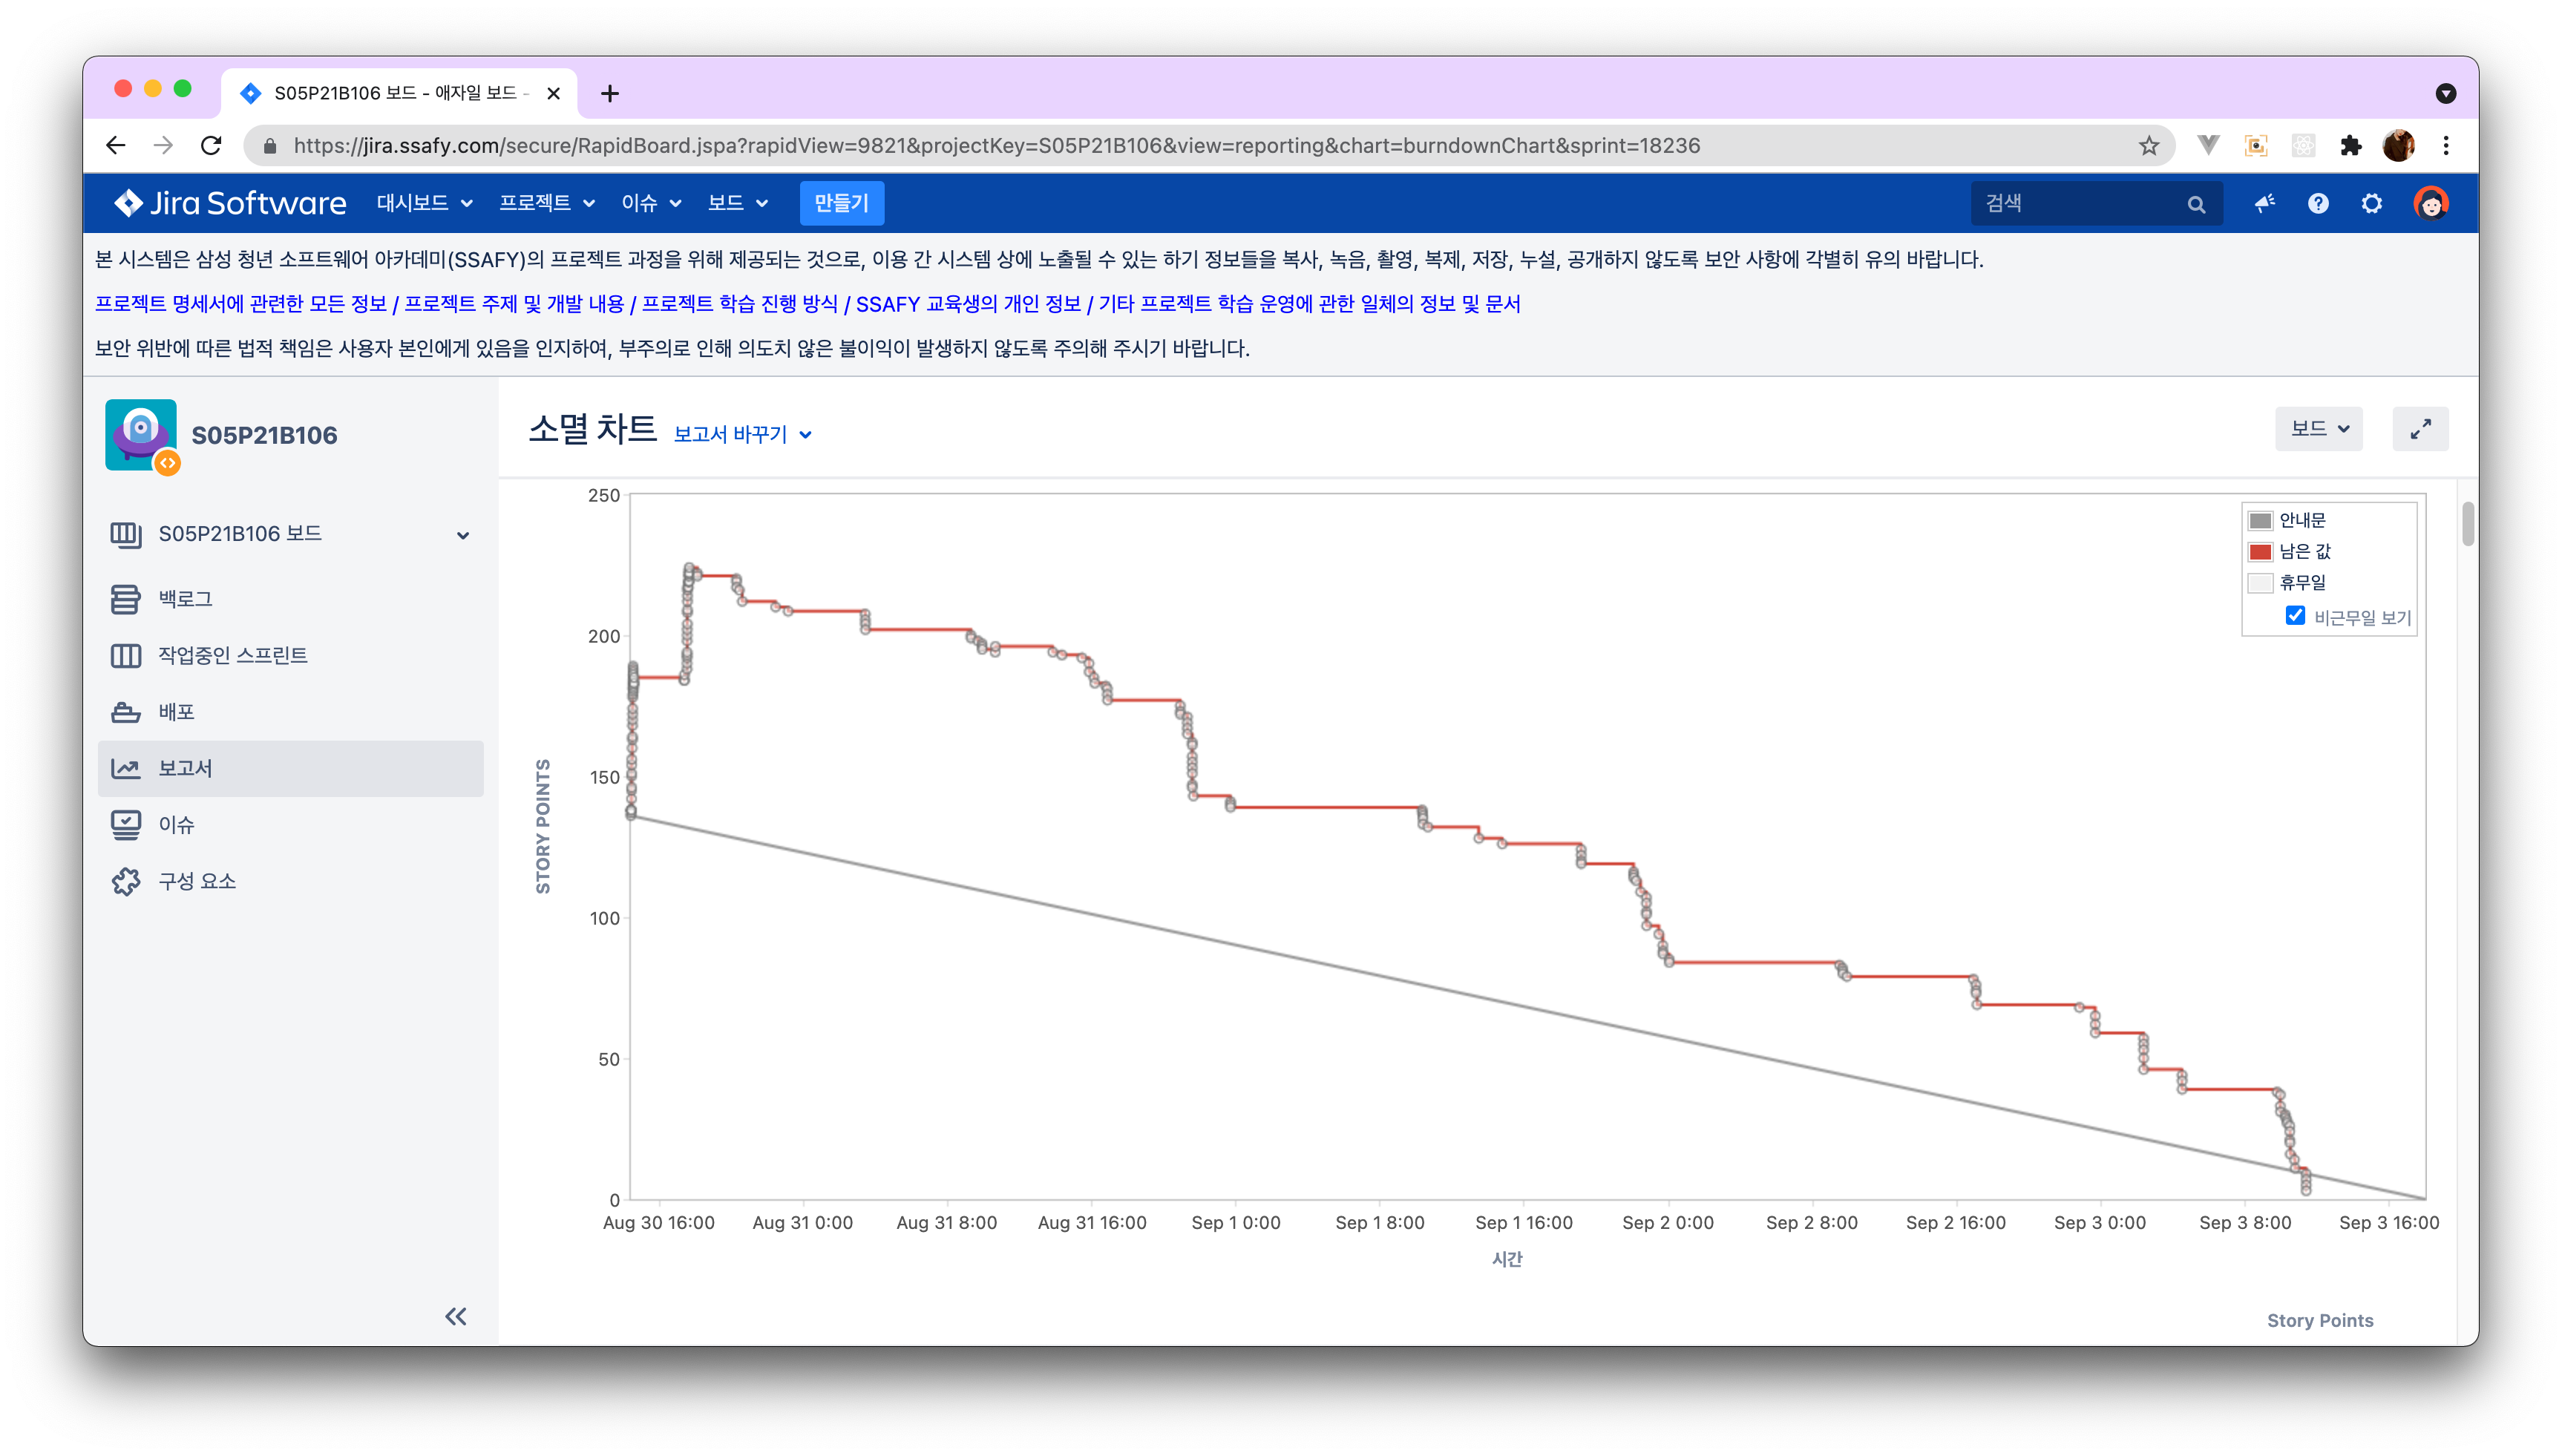 S05P21B106 보드 - 애자일 보드 -
https://jira.ssafy.com/secure/RapidBoard.jspa?rapidView=9821&projectKey=S05P21B106&view=reporting&chart=burndownChart&sprint=18236
Jira Software 대시보드 프로젝트 이슈 보드 만들기 검색
본 시스템은 삼성 청년 소프트웨어 아카데미(SSAFY)의 프로젝트 과정을 위해 제공되는 것으로, 이용 간 시스템 상에 노출될 수 있는 하기 정보들을 복사, 녹음, 촬영, 복제, 저장, 누설, 공개하지 않도록 보안 사항에 각별히 유의 바랍니다.
프로젝트 명세서에 관련한 모든 정보 / 프로젝트 주제 및 개발 내용 / 프로젝트 학습 진행 방식 / SSAFY 교육생의 개인 정보 / 기타 프로젝트 학습 운영에 관한 일체의 정보 및 문서
보안 위반에 따른 법적 책임은 사용자 본인에게 있음을 인지하여, 부주의로 인해 의도치 않은 불이익이 발생하지 않도록 주의해 주시기 바랍니다.
S05P21B106
S05P21B106 보드
백로그
작업중인 스프린트
배포
보고서
이슈
구성 요소
소멸 차트 보고서 바꾸기
보드
250
200
150
100
50
0
STORY POINTS
안내문
남은 값
휴무일
비근무일 보기
Aug 30 16:00 Aug 31 0:00 Aug 31 8:00 Aug 31 16:00 Sep 1 0:00 Sep 1 8:00 Sep 1 16:00 Sep 2 0:00 Sep 2 8:00 Sep 2 16:00 Sep 3 0:00 Sep 3 8:00 Sep 3 16:00
시간
Story Points